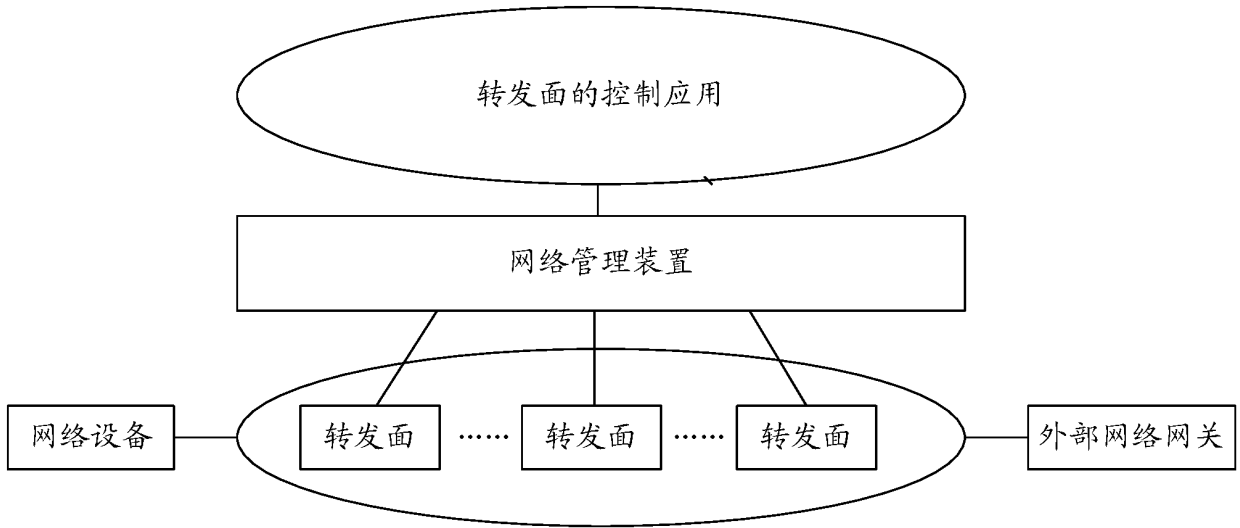 转发面的控制应用
网络管理装置
网络设备
转发面
……
转发面
……
转发面
外部网络网关